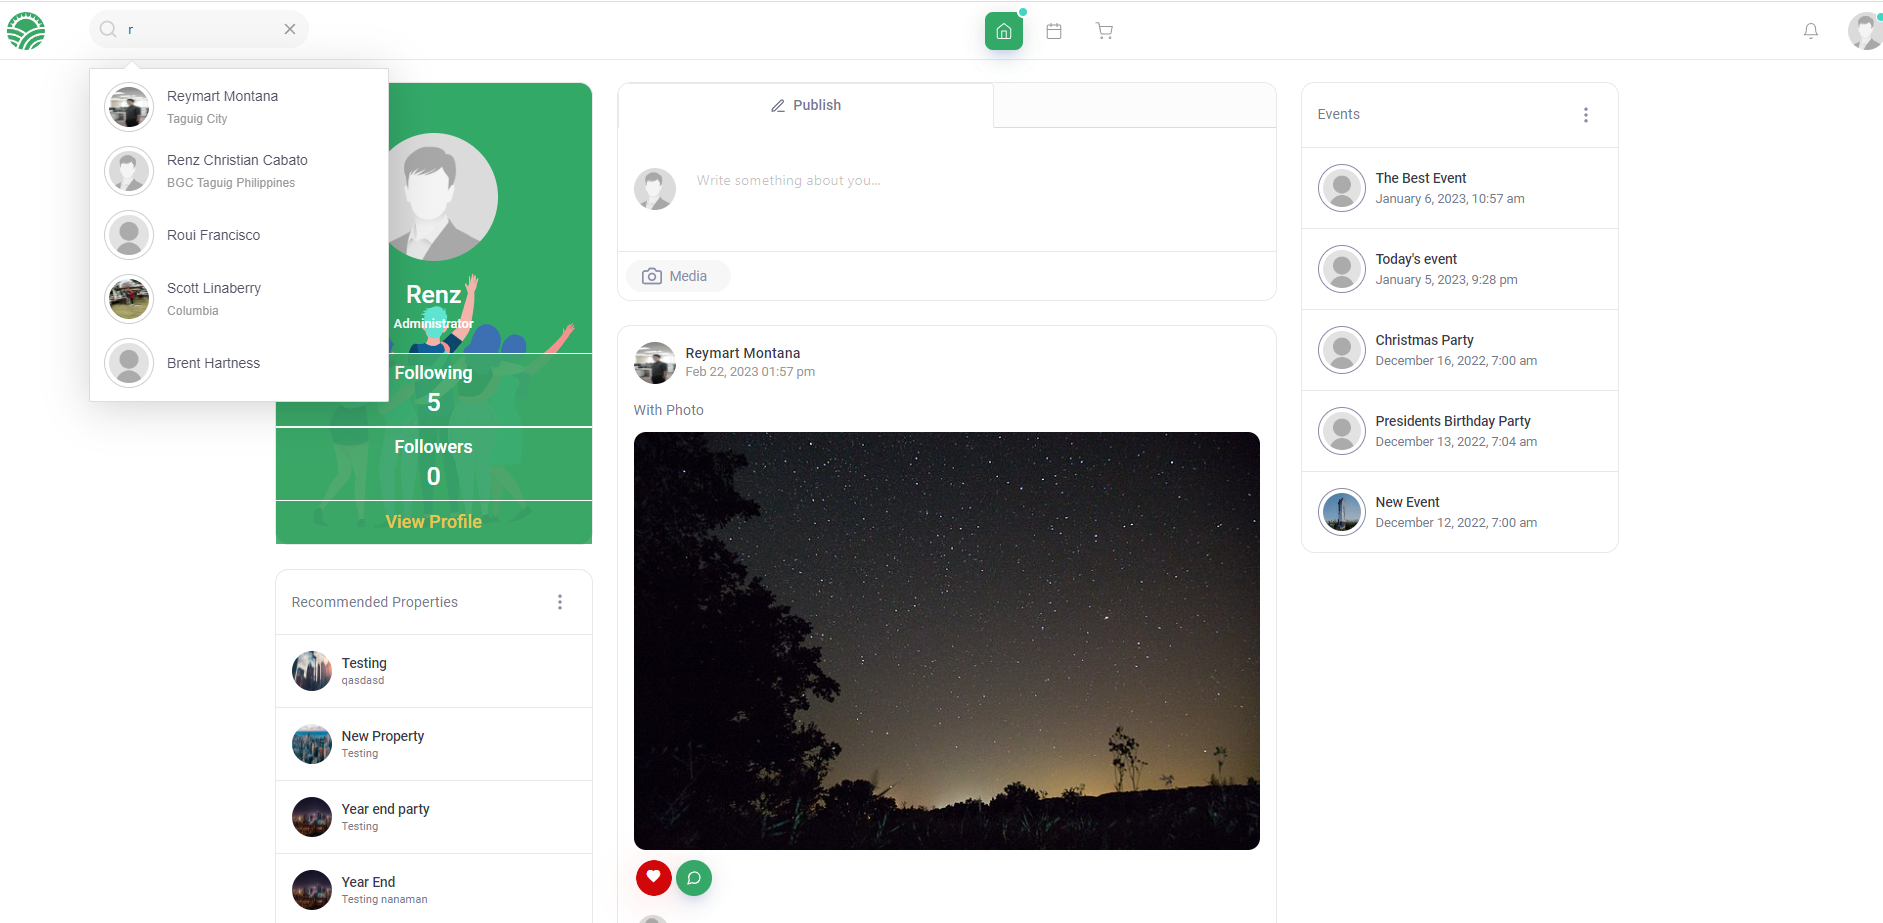 r
Reymart Montana
Taguig City
Renz Christian Cabato
BGC Taguig Philippines
Roui Francisco
Scott Linaberry
Columbia
Brent Hartness
Renz
Administrator
Following
5
Followers
0
View Profile
Recommended Properties
Testing
qasdasd
New Property
Testing
Year end party
Testing
Year End
Testing nanaman
Publish
Write something about you...
Media
Reymart Montana
Feb 22, 2023 01:57 pm
With Photo
Events
The Best Event
January 6, 2023, 10:57 am
Today's event
January 5, 2023, 9:28 pm
Christmas Party
December 16, 2022, 7:00 am
Presidents Birthday Party
December 13, 2022, 7:04 am
New Event
December 12, 2022, 7:00 am